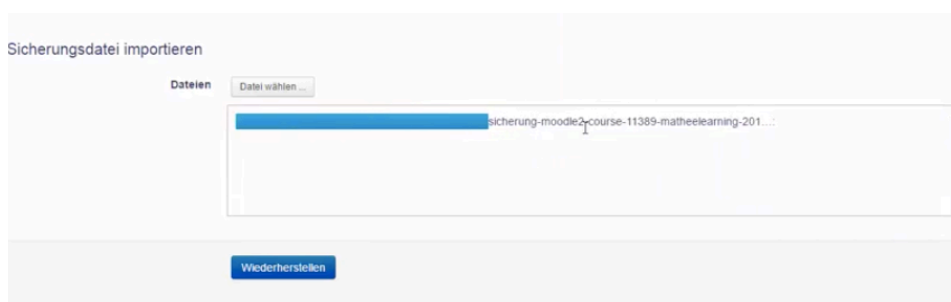 Sicherungsdatei importieren
Dateien Datei wählen ...
sicherung-moodle2-course-11389-matheelearning-201...:
Wiederherstellen